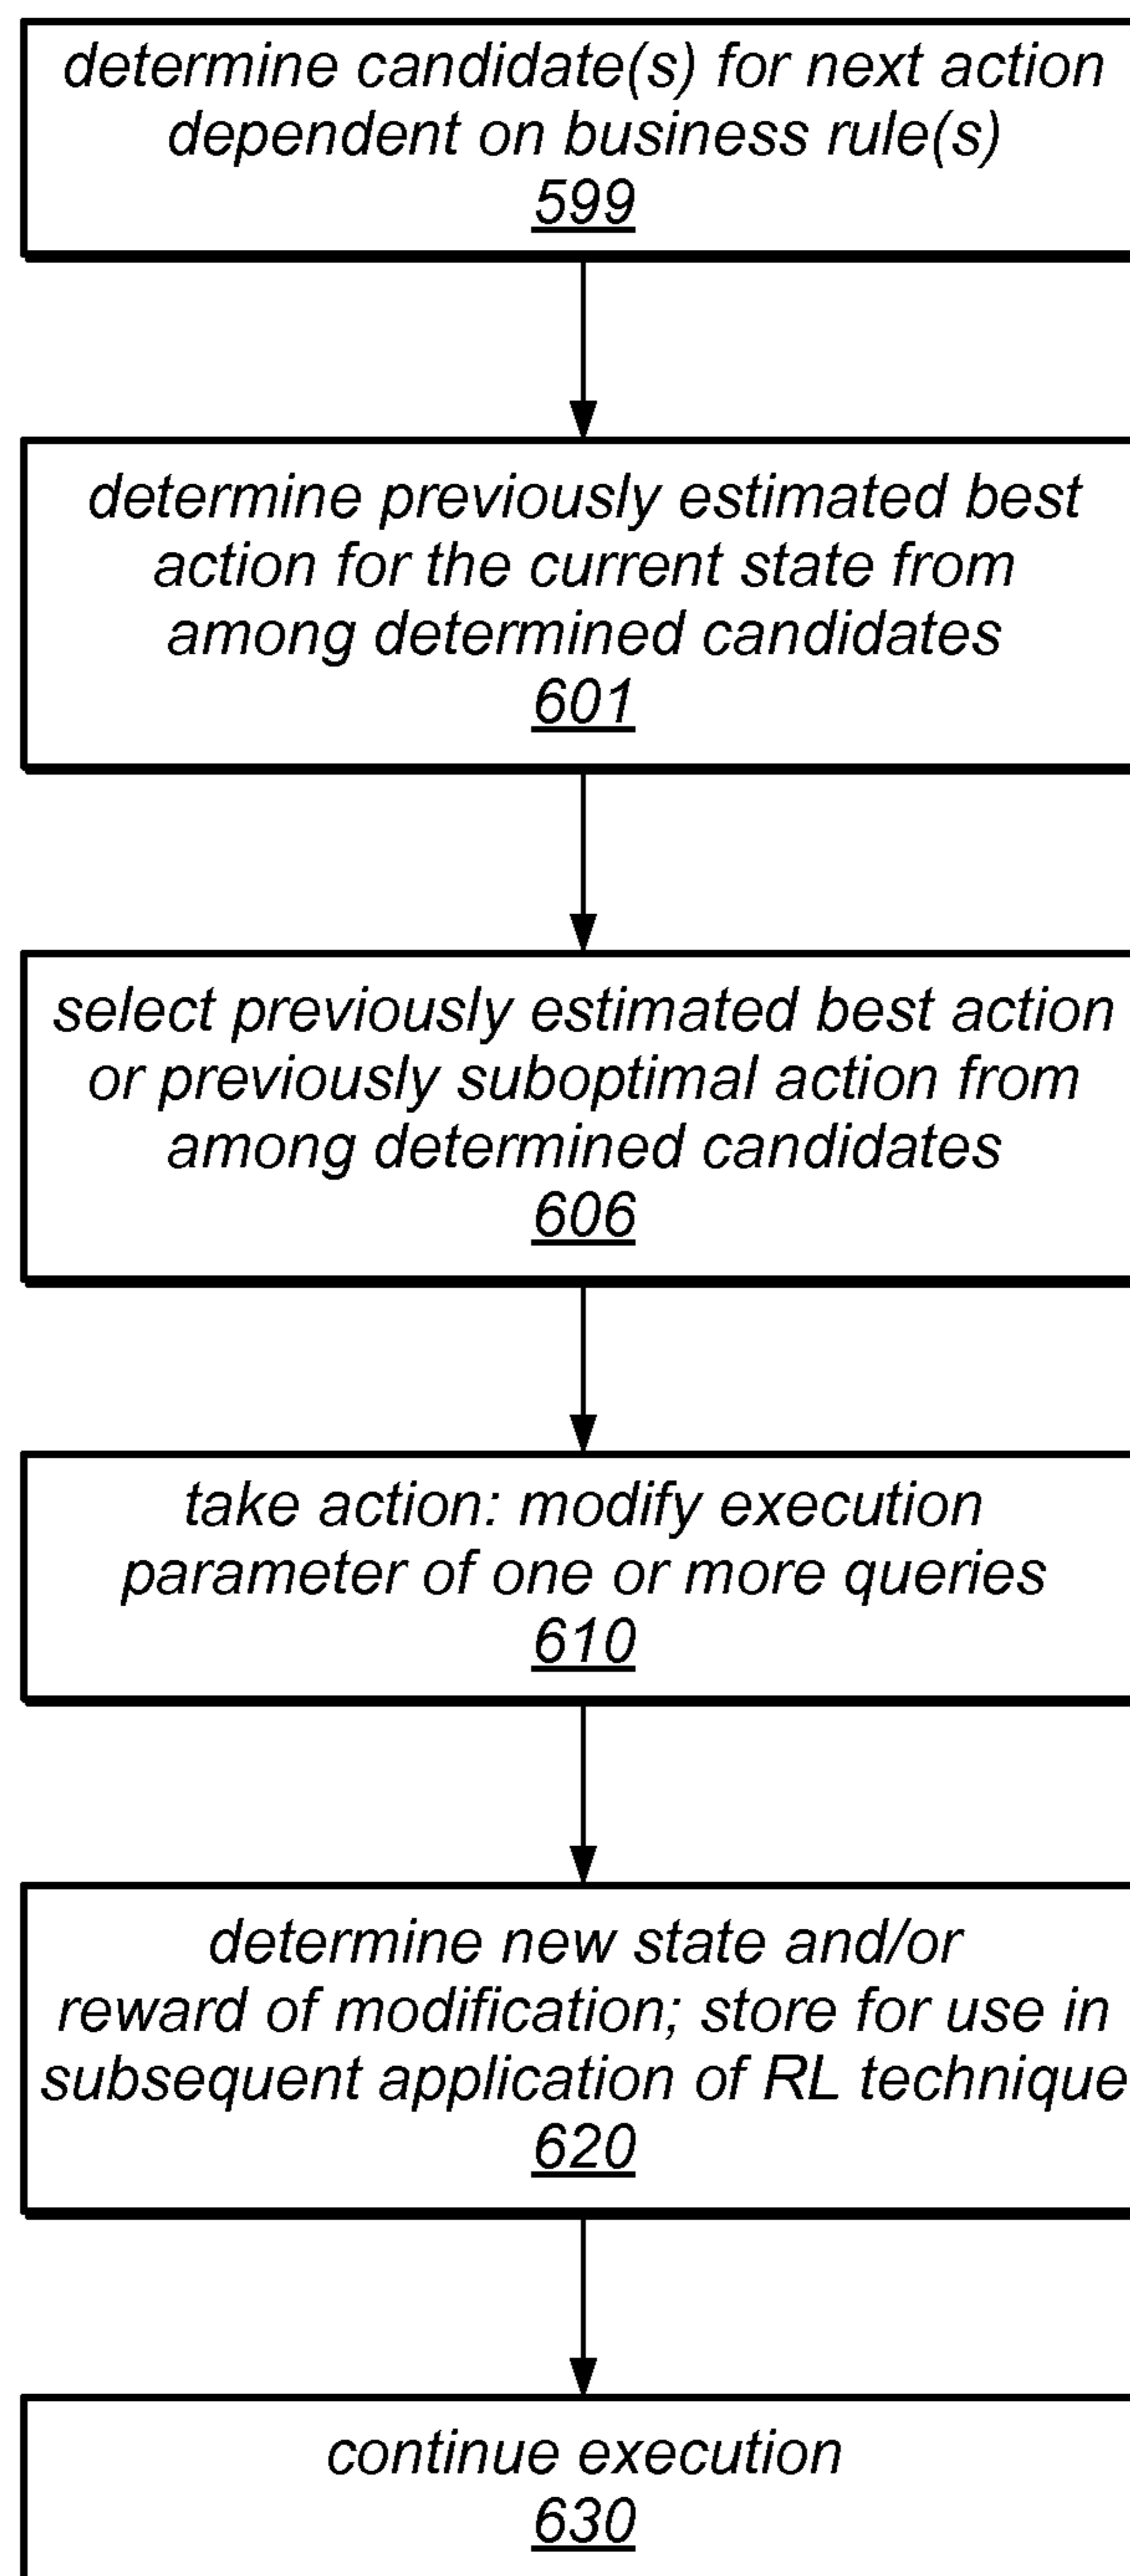 determine candidate(s) for next action
dependent on business rule(s)
599
determine previously estimated best
action for the current state from
among determined candidates
601
select previously estimated best action
or previously suboptimal action from
among determined candidates
606
take action: modify execution
parameter of one or more queries
610
determine new state and/or
reward of modification; store for use in
subsequent application of RL technique
620
continue execution
630